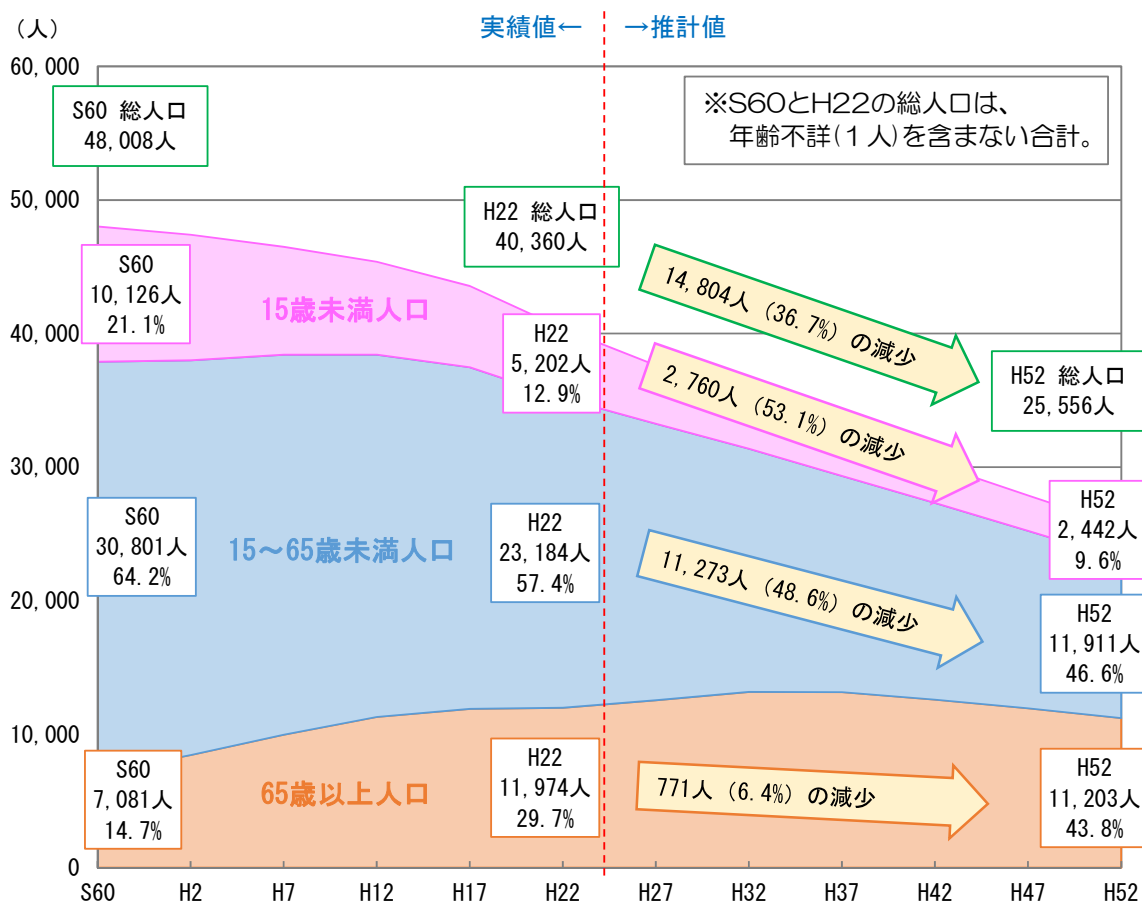 （人）
実績値← →推計値
60,000
50,000
40,000
30,000
20,000
10,000
0
※S60とH22の総人口は、
年齢不詳(１人)を含まない合計。
S60 総人口
48,008人
H22 総人口
40,360人
H52 総人口
25,556人
14,804人（36.7%）の減少
S60
10,126人
21.1%
15歳未満人口
H22
5,202人
12.9%
2,760人（53.1%）の減少
H52
2,442人
9.6%
S60
30,801人
64.2%
15～65歳未満人口
H22
23,184人
57.4%
11,273人（48.6%）の減少
H52
11,911人
46.6%
S60
7,081人
14.7%
65歳以上人口
H22
11,974人
29.7%
771人（6.4%）の減少
H52
11,203人
43.8%
S60 H2 H7 H12 H17 H22 H27 H32 H37 H42 H47 H52